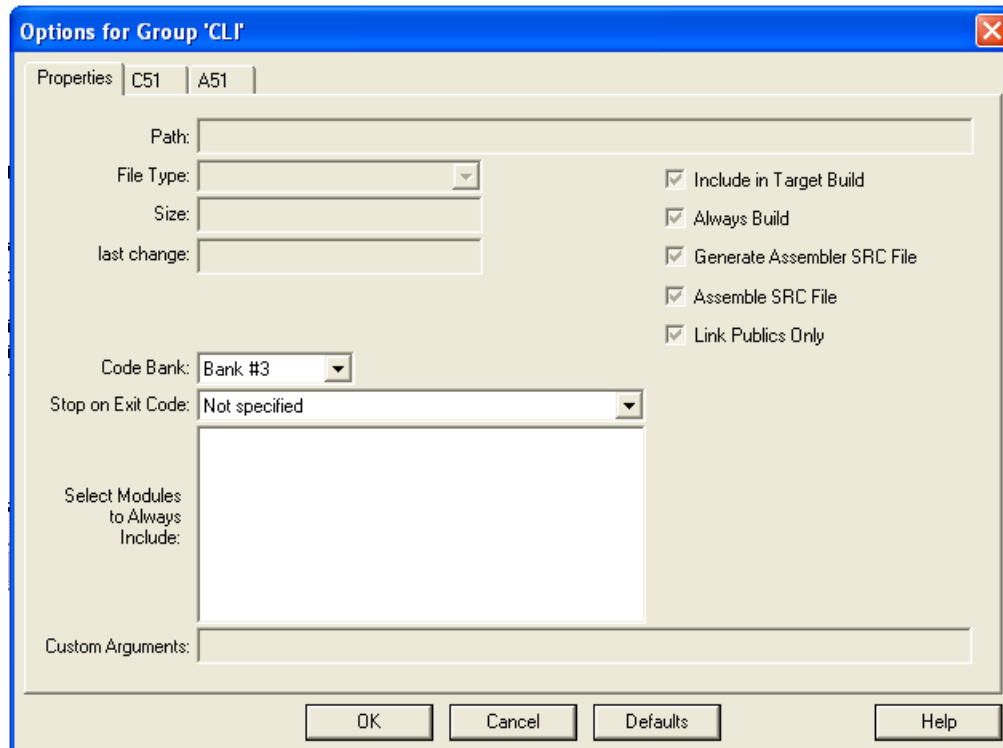 Options for Group 'CLI'
Properties C51 A51
Path:
File Type:
Size:
last change:
Include in Target Build
Always Build
Generate Assembler SRC File
Assemble SRC File
Link Publics Only
Code Bank: Bank #3
Stop on Exit Code: Not specified
Select Modules
to Always
Include:
Custom Arguments:
OK Cancel Defaults Help